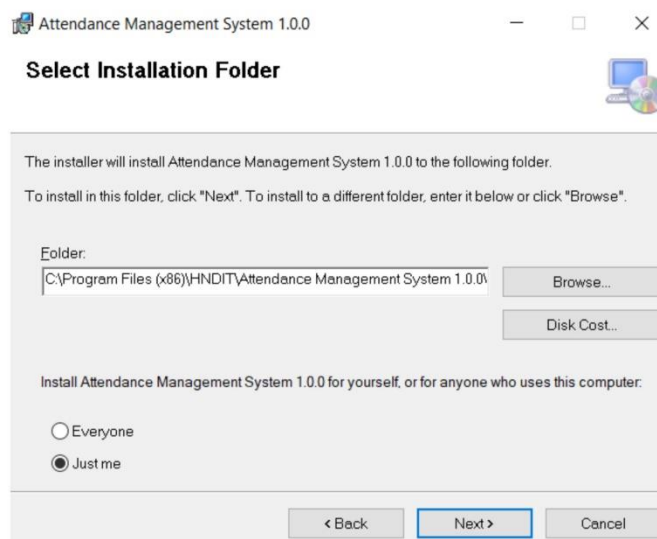 Attendance Management System 1.0.0
Select Installation Folder
The installer will install Attendance Management System 1.0.0 to the following folder.
To install in this folder, click "Next". To install to a different folder, enter it below or click "Browse".
Folder:
C:\Program Files (x86)\HNDIT\Attendance Management System 1.0.0\
Browse...
Disk Cost...
Install Attendance Management System 1.0.0 for yourself, or for anyone who uses this computer:
Everyone
Just me
< Back
Next >
Cancel